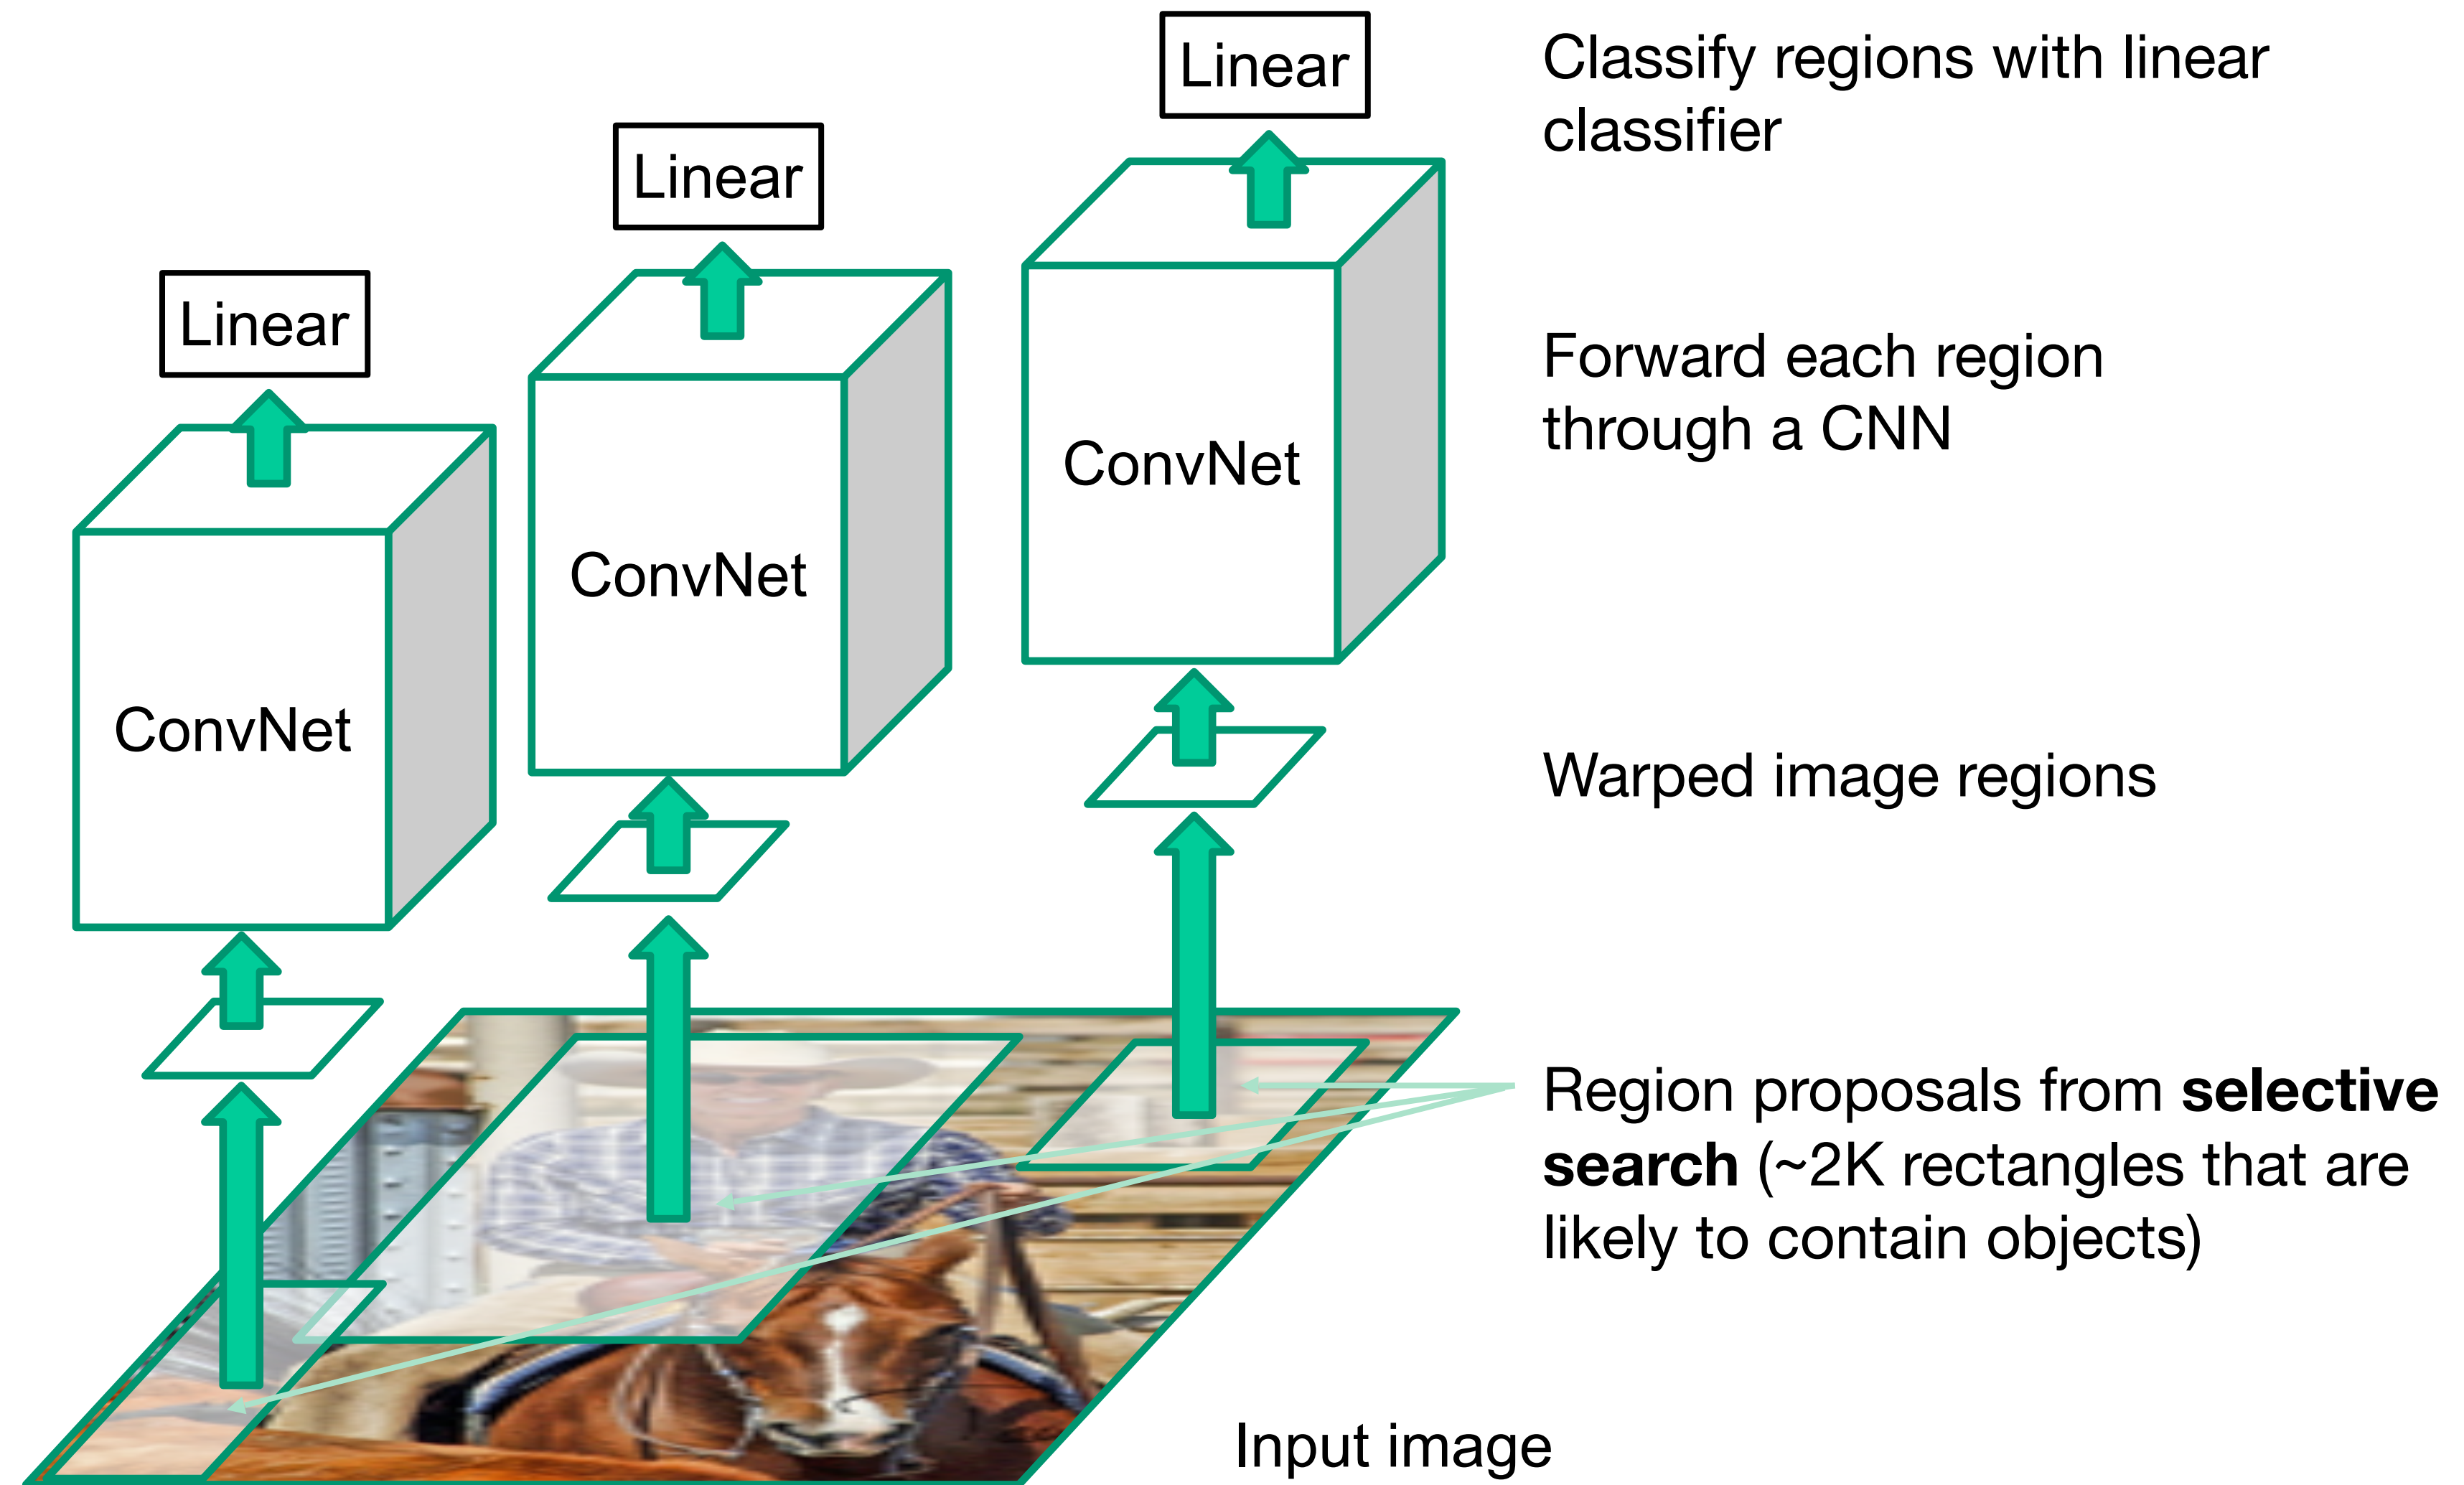 Linear
Classify regions with linear
classifier
Linear
Linear
Forward each region
through a CNN
ConvNet
ConvNet
ConvNet
Warped image regions
Region proposals from selective
search (~2K rectangles that are
likely to contain objects)
Input image